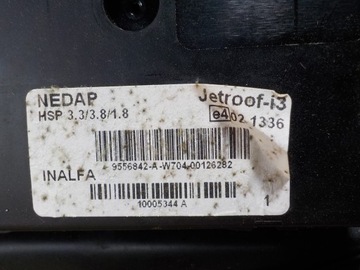 NEDAP
Jetroof-i3
HSP 3.3/3.8/1.8
e4 02 1336
9556842-A-W704-00126282
INALFA
10005344 A
1